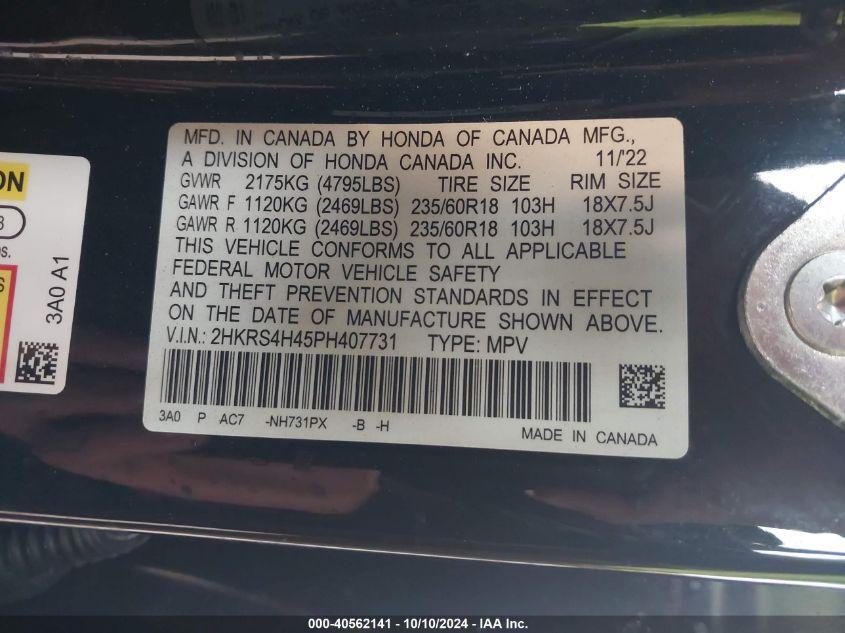 MFD. IN CANADA BY HONDA OF CANADA MFG.,
A DIVISION OF HONDA CANADA INC. 11/'22
GVWR 2175KG (4795LBS) TIRE SIZE RIM SIZE
GAWR F 1120KG (2469LBS) 235/60R18 103H 18X7.5J
GAWR R 1120KG (2469LBS) 235/60R18 103H 18X7.5J
THIS VEHICLE CONFORMS TO ALL APPLICABLE
FEDERAL MOTOR VEHICLE SAFETY
AND THEFT PREVENTION STANDARDS IN EFFECT
ON THE DATE OF MANUFACTURE SHOWN ABOVE.
V.I.N.: 2HKRS4H45PH407731 TYPE: MPV
3A0 P AC7 -NH731PX -B -H
MADE IN CANADA
3A0 A1
000-40562141 - 10/10/2024 - IAA Inc.